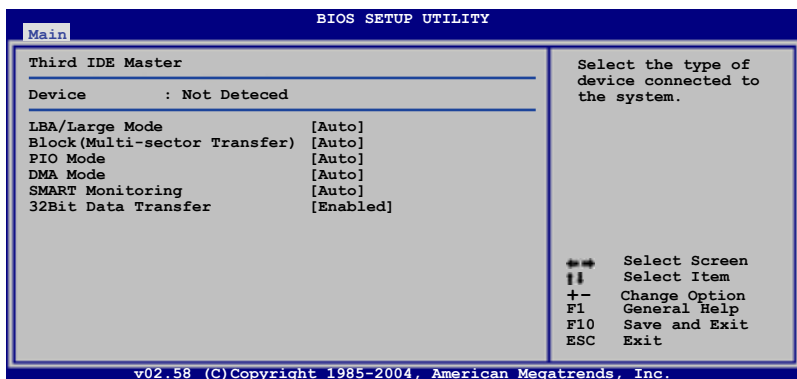 BIOS SETUP UTILITY
Main
Third IDE Master
Device : Not Deteced
LBA/Large Mode [Auto]
Block(Multi-sector Transfer) [Auto]
PIO Mode [Auto]
DMA Mode [Auto]
SMART Monitoring [Auto]
32Bit Data Transfer [Enabled]
Select the type of
device connected to
the system.
←→ Select Screen
↑↓ Select Item
+- Change Option
F1 General Help
F10 Save and Exit
ESC Exit
v02.58 (C)Copyright 1985-2004, American Megatrends, Inc.